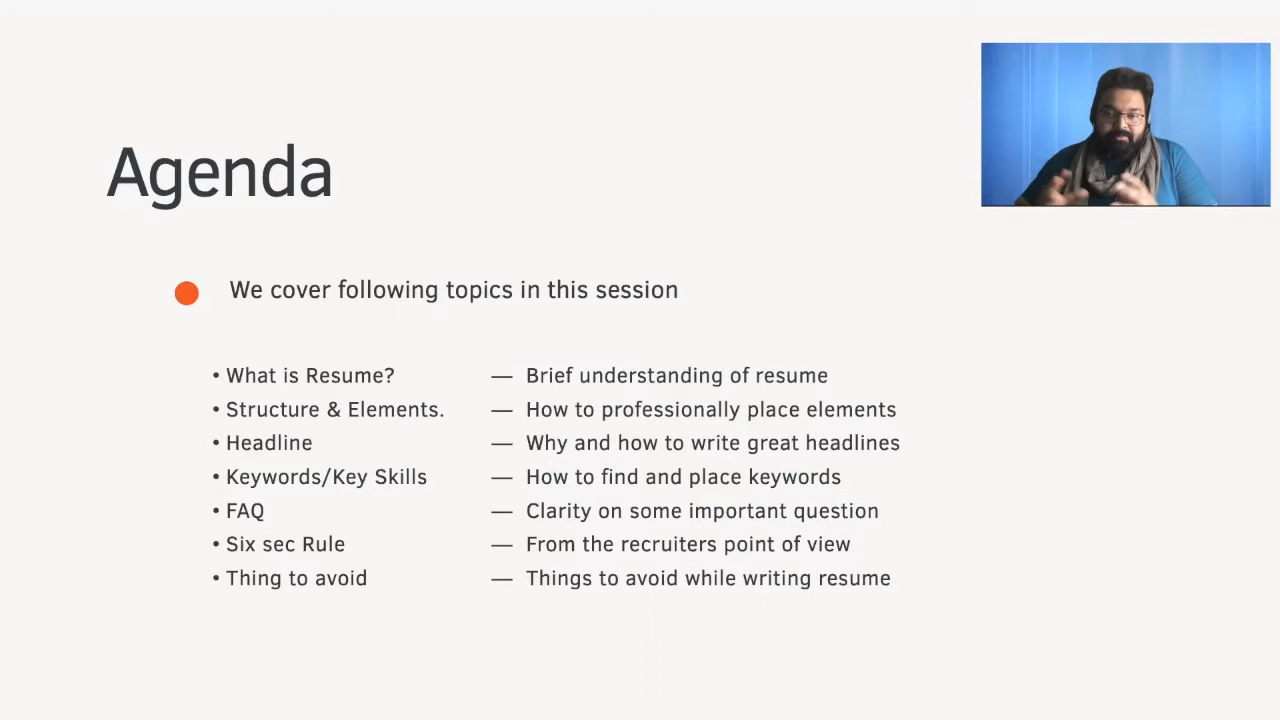 Agenda
We cover following topics in this session
• What is Resume? — Brief understanding of resume
• Structure & Elements. — How to professionally place elements
• Headline — Why and how to write great headlines
• Keywords/Key Skills — How to find and place keywords
• FAQ — Clarity on some important question
• Six sec Rule — From the recruiters point of view
• Thing to avoid — Things to avoid while writing resume